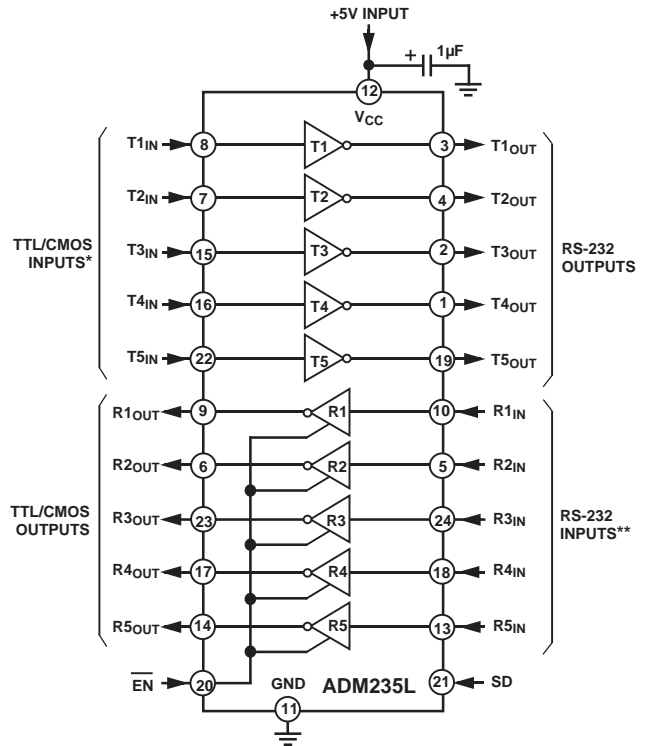 +5V INPUT
+ 1µF
12
VCC
T1IN 8 T1 3 T1OUT
T2IN 7 T2 4 T2OUT
TTL/CMOS
INPUTS*
T3IN 15 T3 2 T3OUT
RS-232
OUTPUTS
T4IN 16 T4 1 T4OUT
T5IN 22 T5 19 T5OUT
R1OUT 9 R1 10 R1IN
R2OUT 6 R2 5 R2IN
TTL/CMOS
OUTPUTS
R3OUT 23 R3 24 R3IN
RS-232
INPUTS**
R4OUT 17 R4 18 R4IN
R5OUT 14 R5 13 R5IN
EN 20 GND ADM235L 21 SD
11